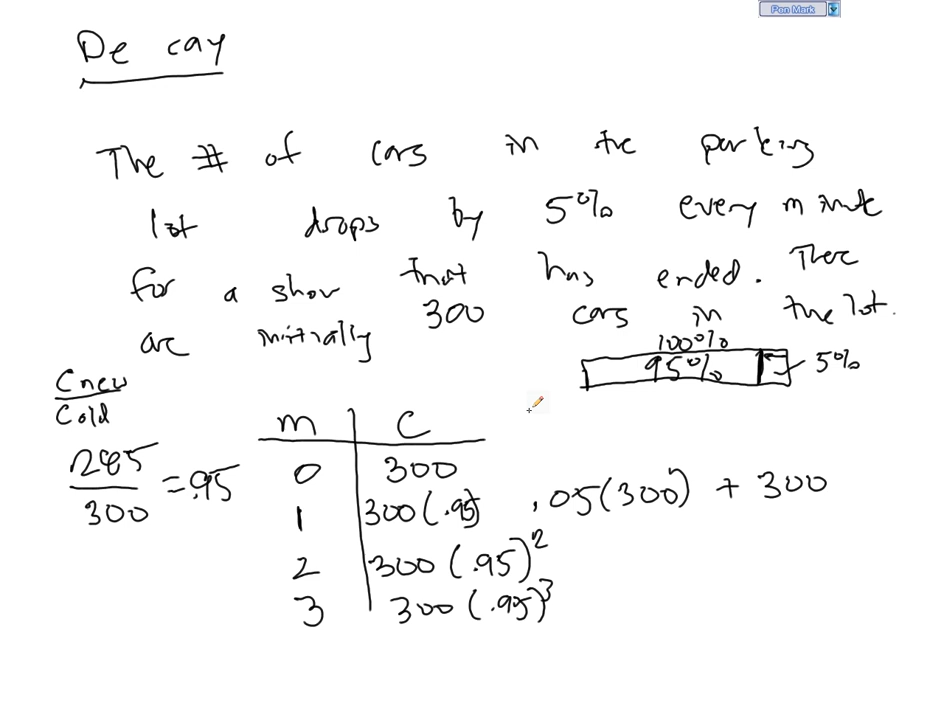 Pen Mark
De cay
The # of cars in the parking
lot drops by 5% every minute
for a show that has ended. There
are initially 300 cars in the lot.
100%
95% 5%
Cnew
Cold
285
300
=.95
m C
0 300
1 300(.95) .05(300) + 300
2 300(.95)^2
3 300(.95)^3